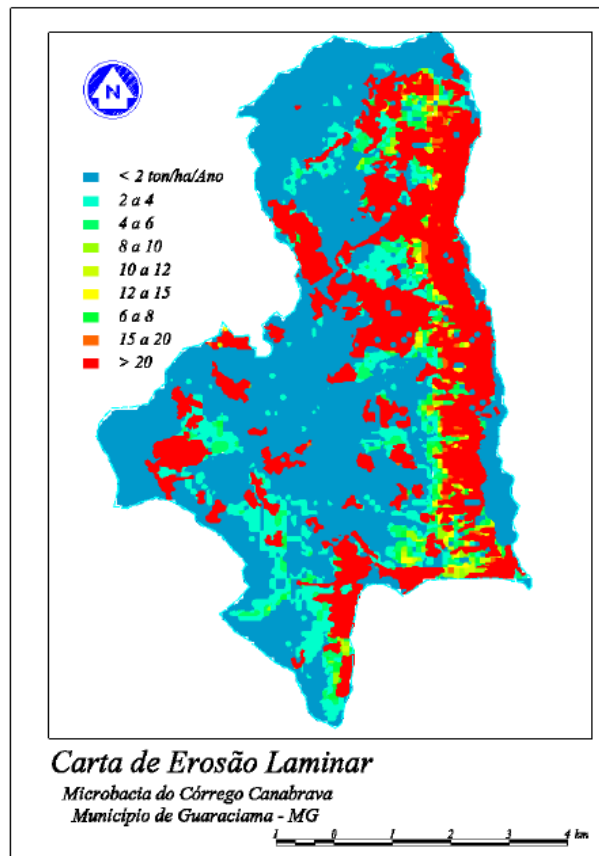 N
< 2 ton/ha/Ano
2 a 4
4 a 6
8 a 10
10 a 12
12 a 15
6 a 8
15 a 20
> 20
Carta de Erosão Laminar
Microbacia do Córrego Canabrava
Município de Guaraciama - MG
1 0 1 2 3 4 km